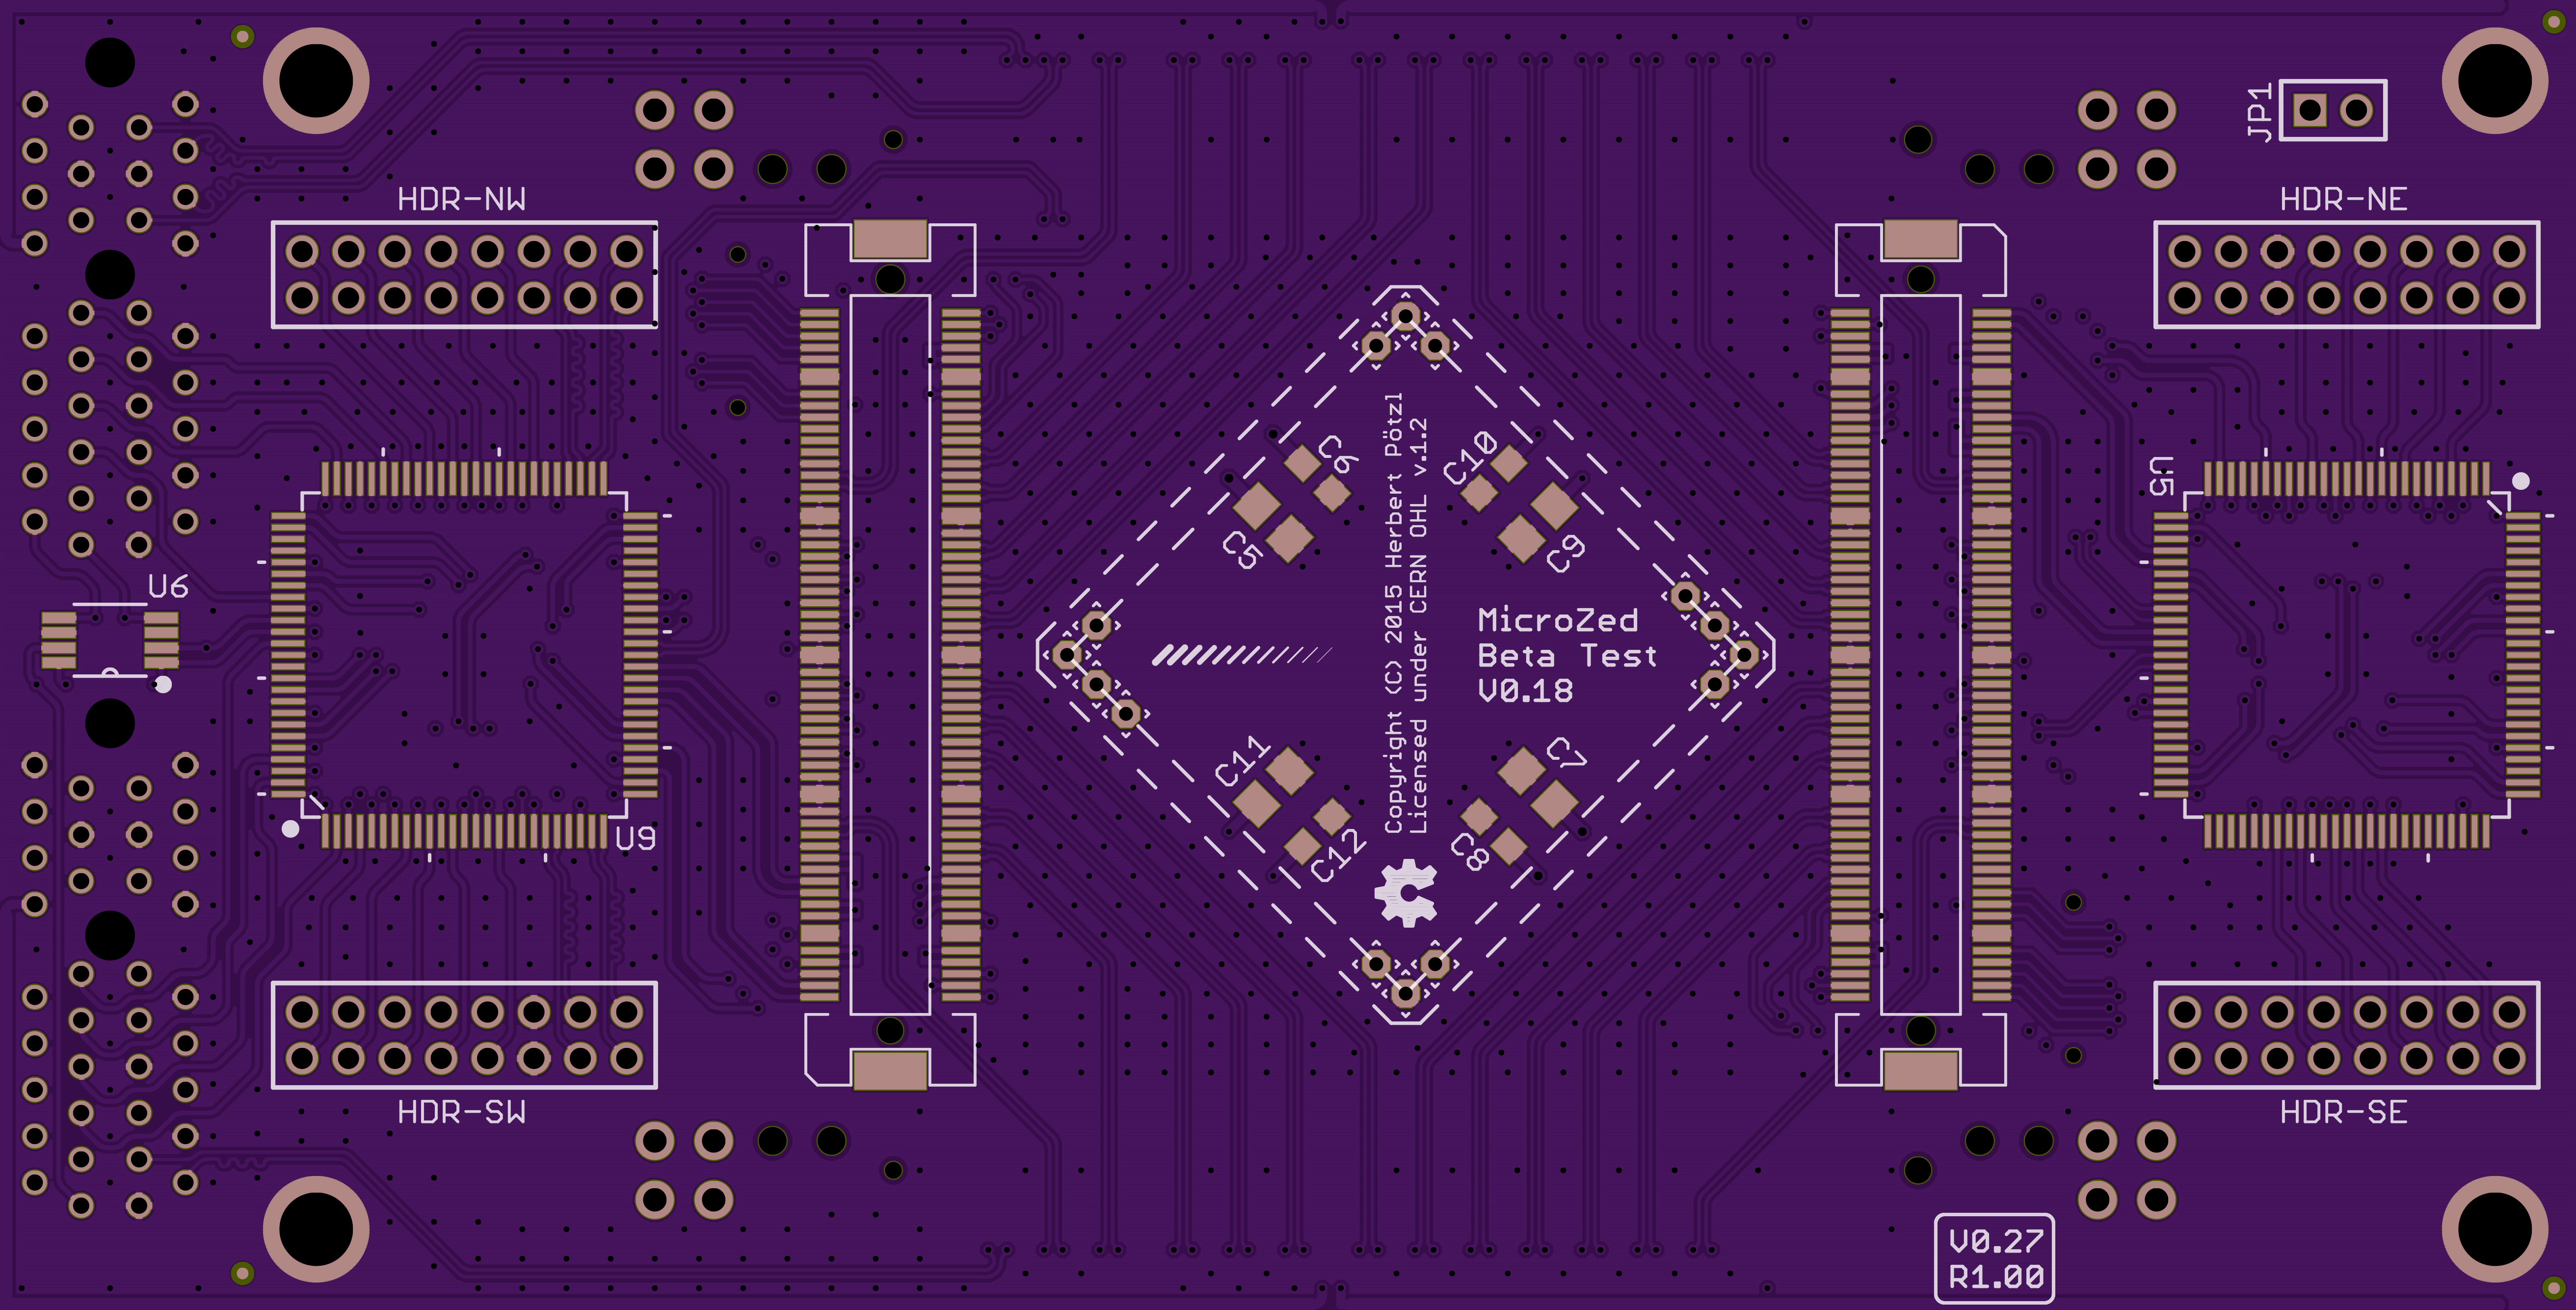 JP1
HDR-NW
HDR-NE
C6
C10
C5
C9
U5
U6
Copyright (C) 2015 Herbert Pötzl
Licensed under CERN OHL v.1.2
MicroZed
Beta Test
V0.18
C11
C7
U9
C12
C8
HDR-SW
HDR-SE
V0.27
R1.00